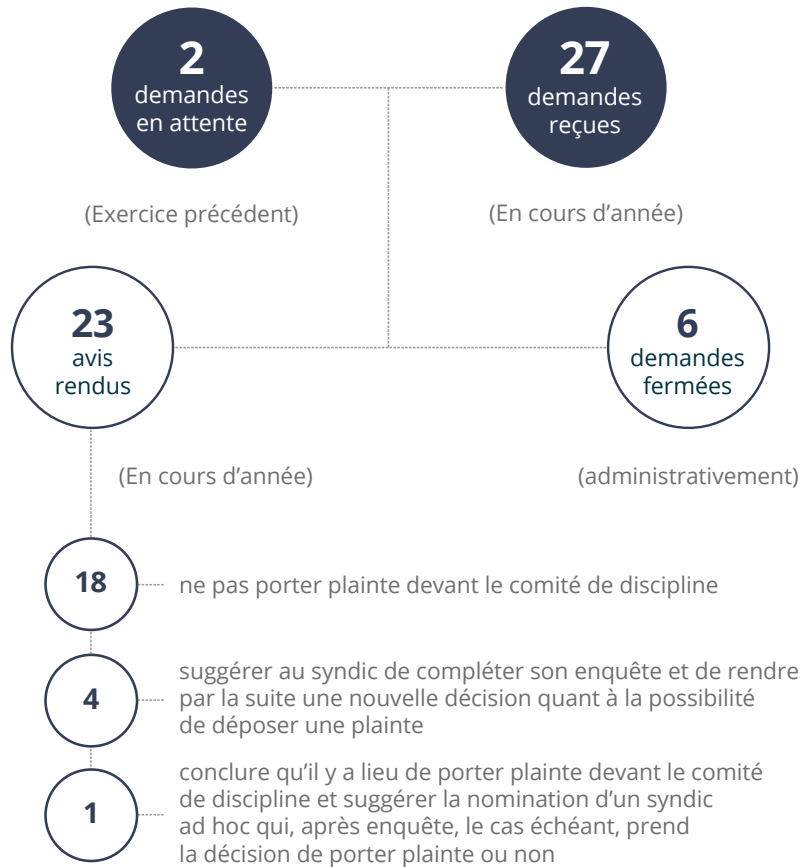 2
demandes
en attente
27
demandes
reçues
(Exercice précédent)
(En cours d’année)
23
avis
rendus
6
demandes
fermées
(En cours d’année)
(administrativement)
18
ne pas porter plainte devant le comité de discipline
4
suggérer au syndic de compléter son enquête et de rendre
par la suite une nouvelle décision quant à la possibilité
de déposer une plainte
1
conclure qu’il y a lieu de porter plainte devant le comité
de discipline et suggérer la nomination d’un syndic
ad hoc qui, après enquête, le cas échéant, prend
la décision de porter plainte ou non